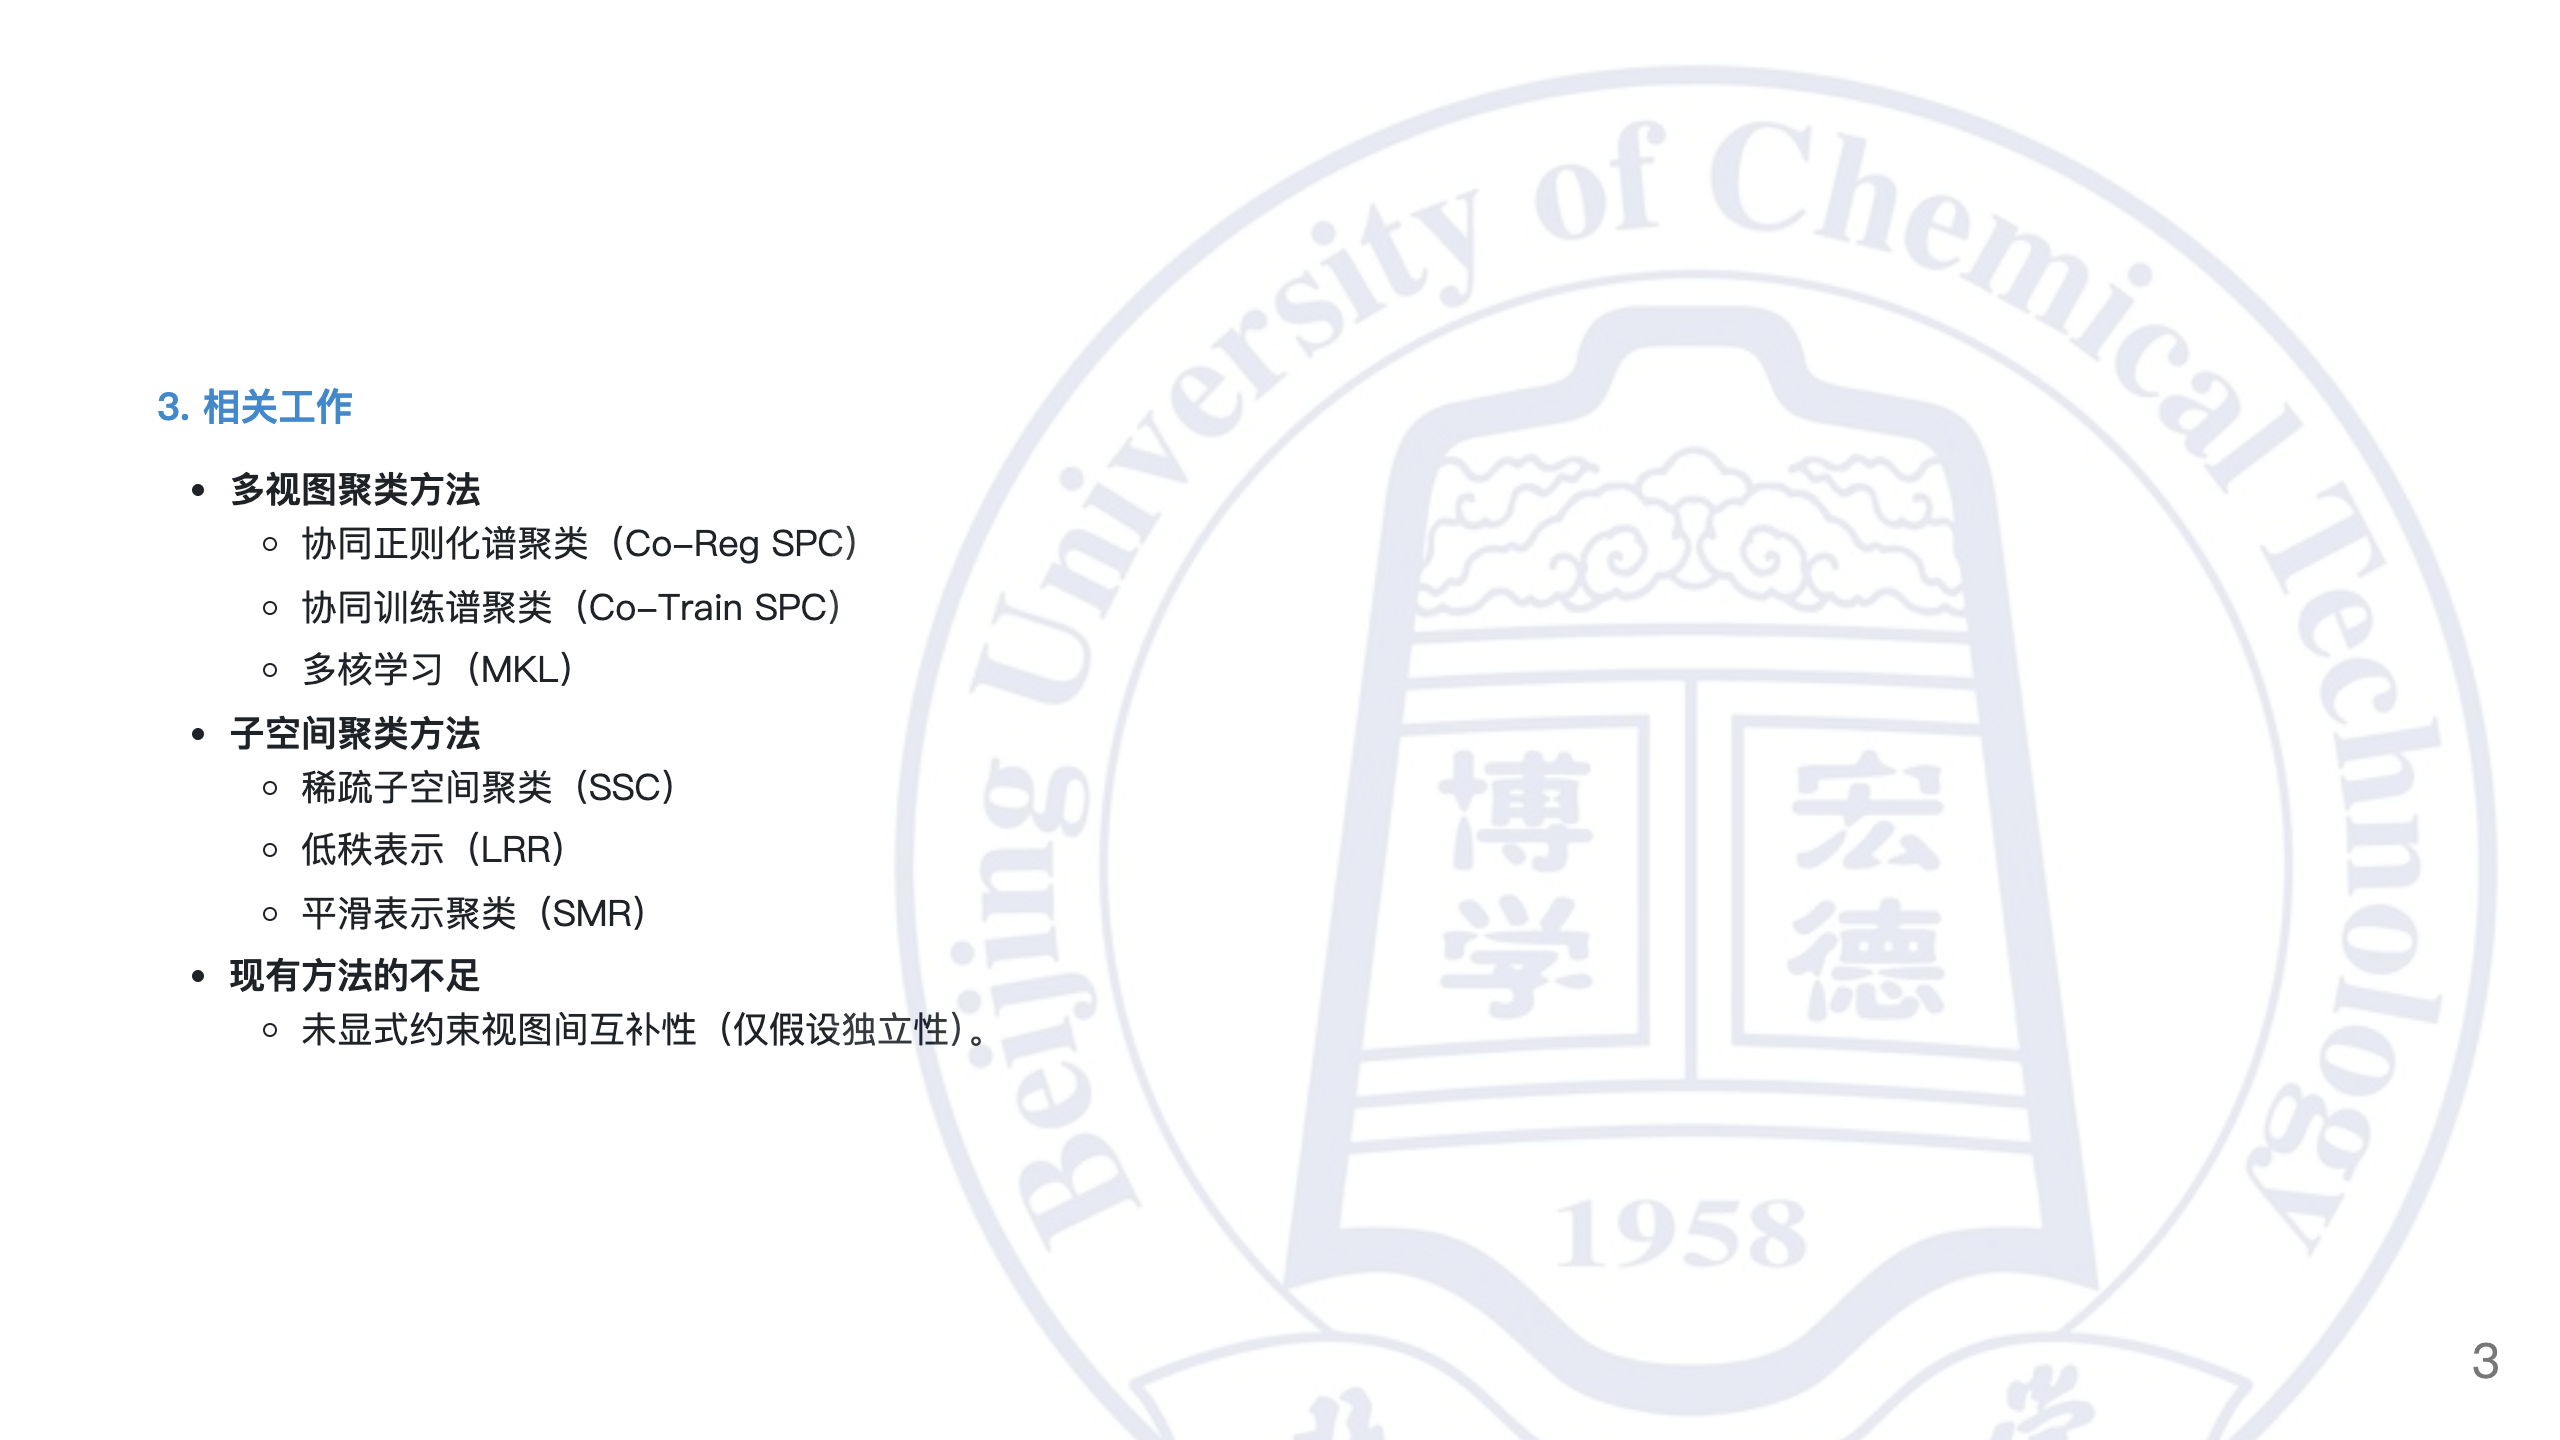 3. 相关工作
• 多视图聚类方法
◦ 协同正则化谱聚类（Co-Reg SPC）
◦ 协同训练谱聚类（Co-Train SPC）
◦ 多核学习（MKL）
• 子空间聚类方法
◦ 稀疏子空间聚类（SSC）
◦ 低秩表示（LRR）
◦ 平滑表示聚类（SMR）
• 现有方法的不足
◦ 未显式约束视图间互补性（仅假设独立性）。
Beijing University of Chemical Technology
宏德
博学
1958
3